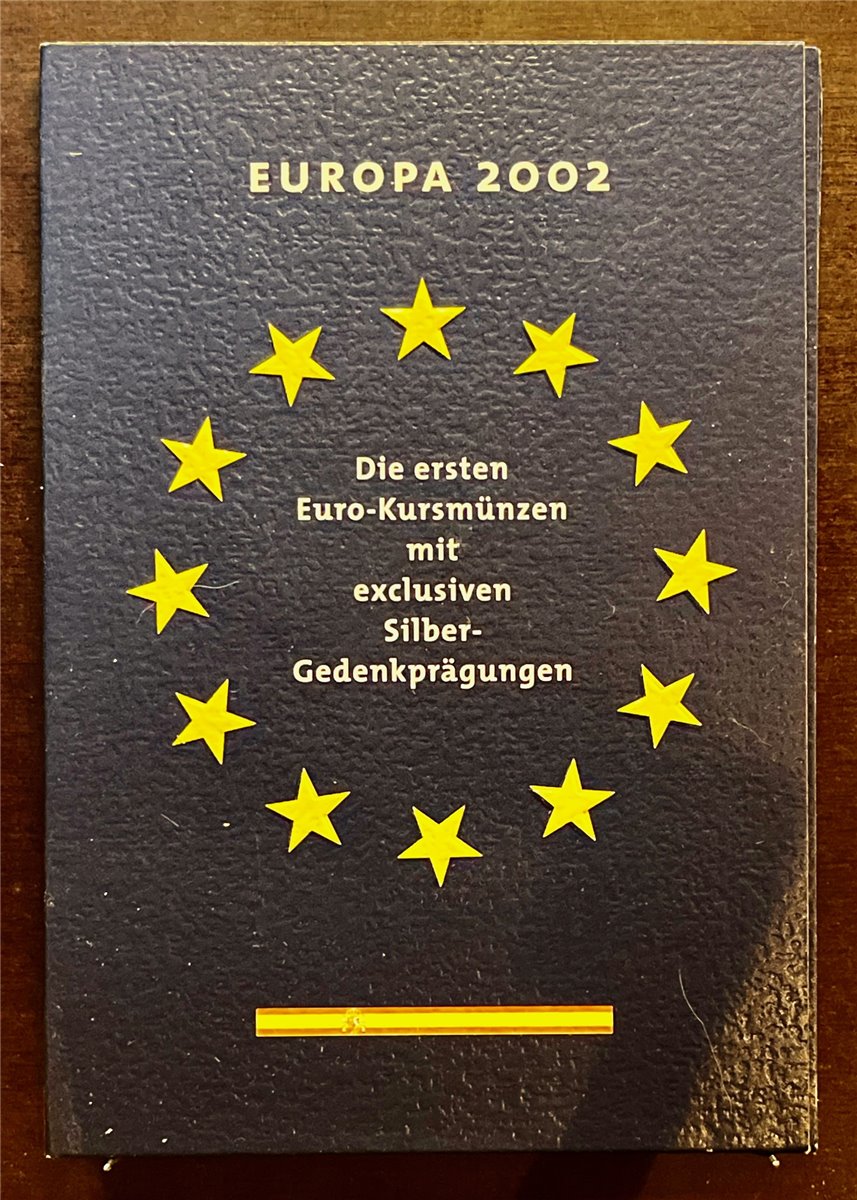 EUROPA 2002
Die ersten
Euro-Kursmünzen
mit
exclusiven
Silber-
Gedenkprägungen